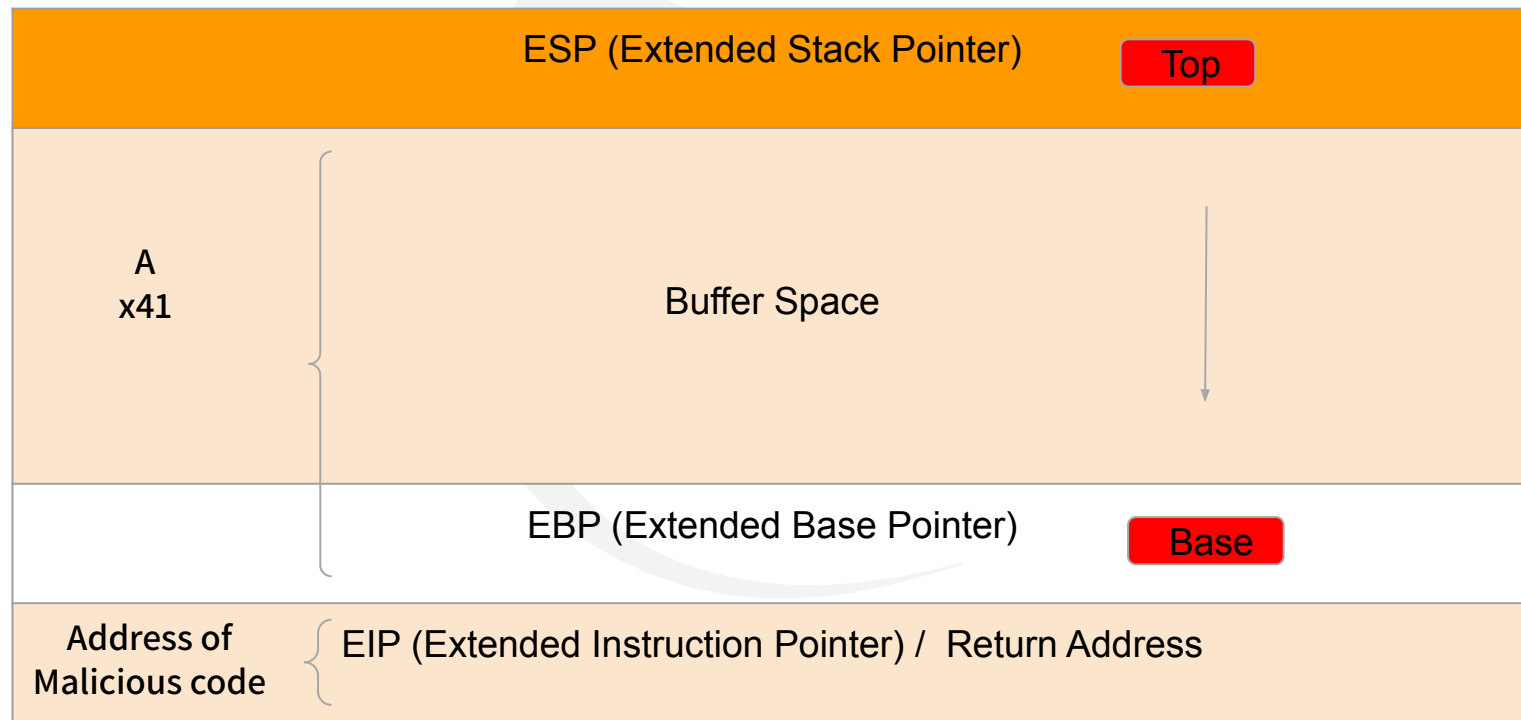 ESP (Extended Stack Pointer)
Top
A
x41
Buffer Space
EBP (Extended Base Pointer)
Base
Address of
Malicious code
EIP (Extended Instruction Pointer) / Return Address